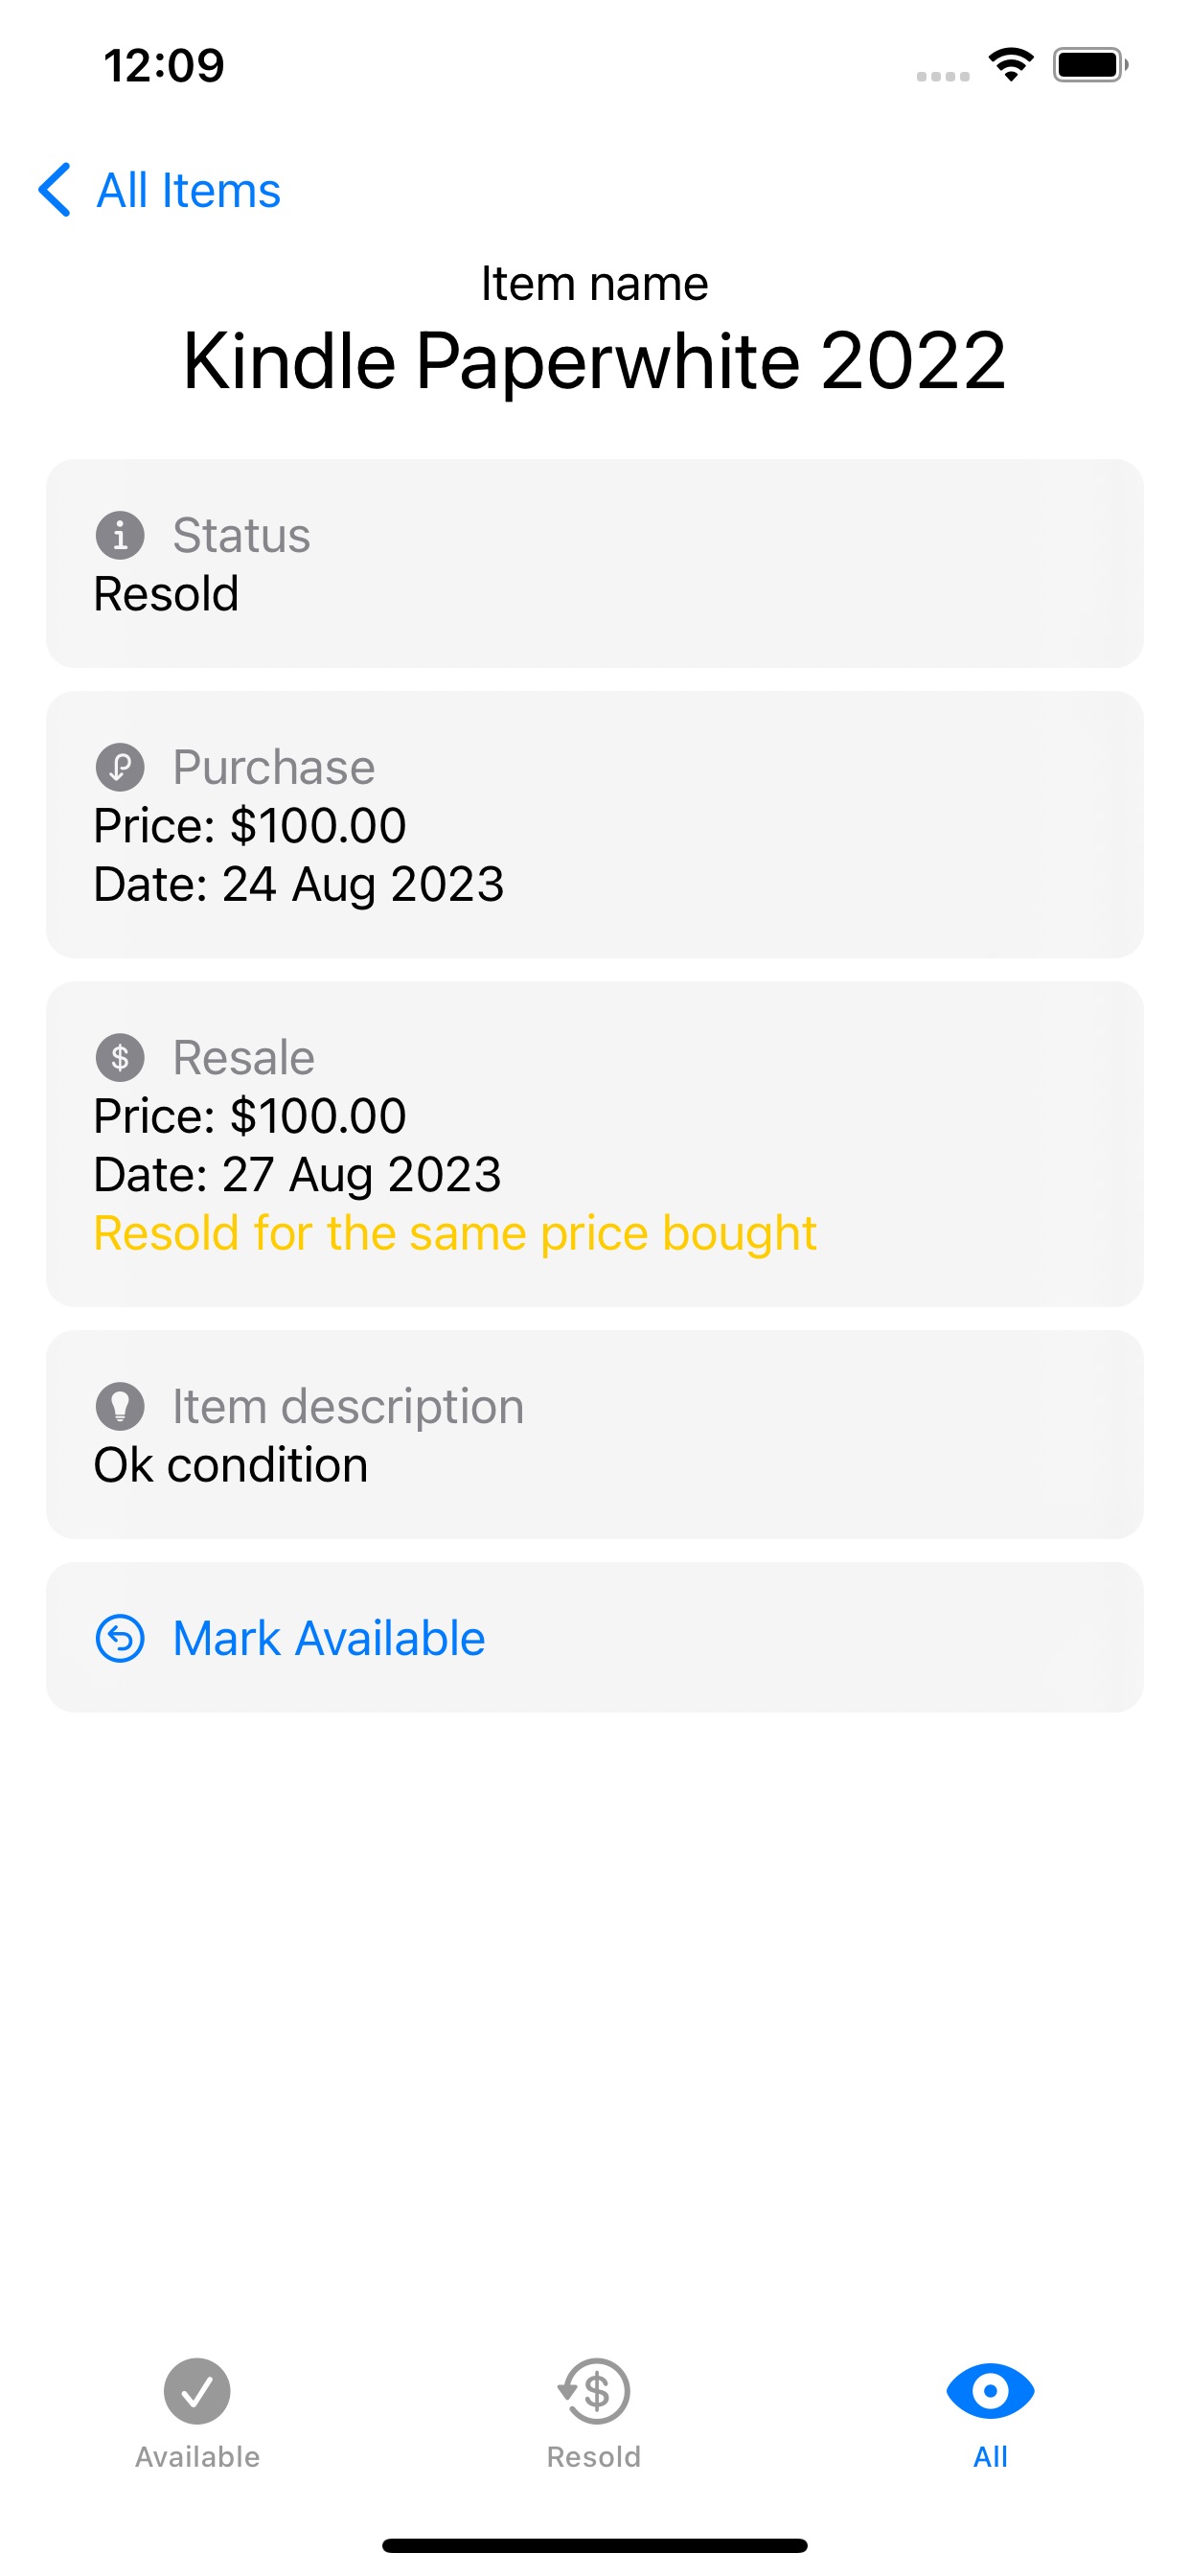 12:09
All Items
Item name
Kindle Paperwhite 2022
Status
Resold
Purchase
Price: $100.00
Date: 24 Aug 2023
$ Resale
Price: $100.00
Date: 27 Aug 2023
Resold for the same price bought
Item description
Ok condition
Mark Available
$
Available
Resold
All